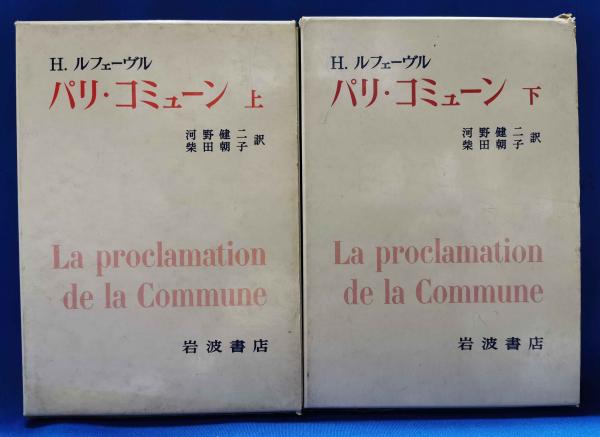 H. ルフェーヴル
パリ・コミューン 上
河野健二
柴田朝子 訳
La proclamation
de la Commune
岩波書店
H. ルフェーヴル
パリ・コミューン 下
河野健二
柴田朝子 訳
La proclamation
de la Commune
岩波書店